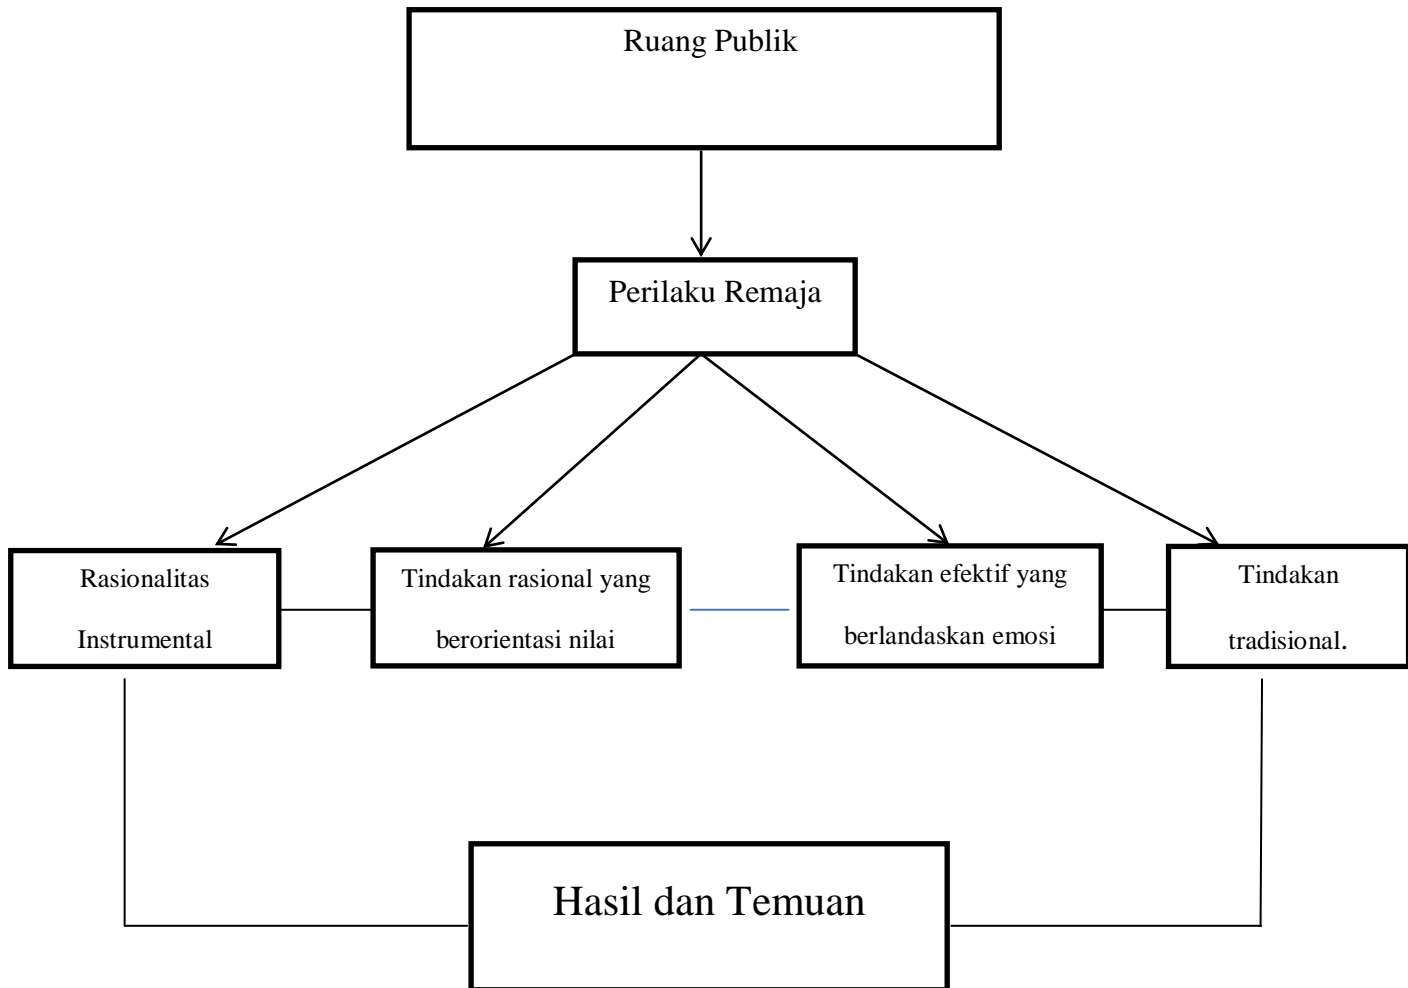 Ruang Publik
Perilaku Remaja
Rasionalitas
Instrumental
Tindakan rasional yang
berorientasi nilai
Tindakan efektif yang
berlandaskan emosi
Tindakan
tradisional.
Hasil dan Temuan